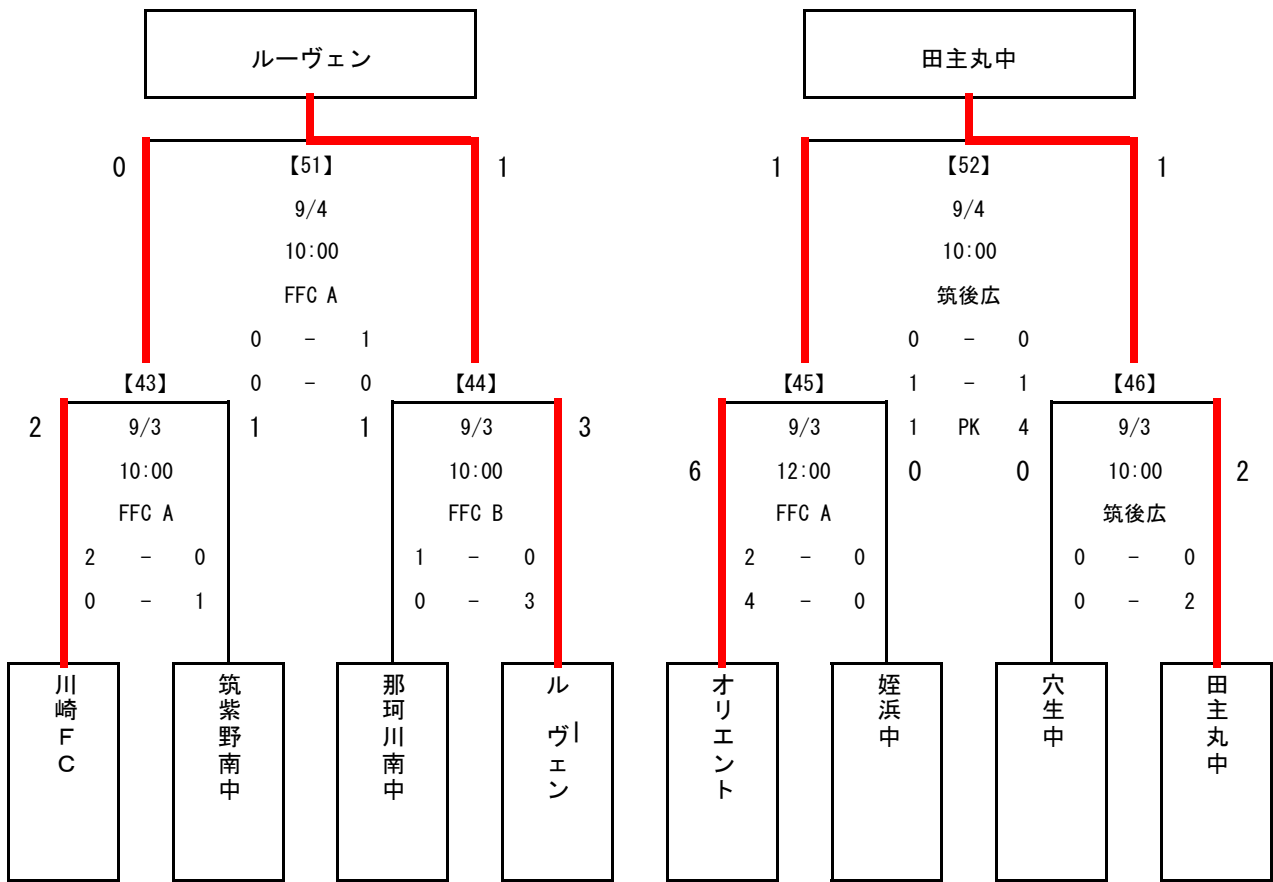 ルーヴェン 田主丸中
0 【51】 1 1 【52】 1
9/4 9/4
10:00 10:00
FFC A 筑後広
0 - 1 0 - 0
【43】 0 - 0 【44】 【45】 1 - 1 【46】
2 9/3 1 1 9/3 3 9/3 1 PK 4 9/3
10:00 10:00 6 12:00 0 0 10:00 2
FFC A FFC B FFC A 筑後広
2 - 0 1 - 0 2 - 0 0 - 0
0 - 1 0 - 3 4 - 0 0 - 2
川崎FC
筑紫野南中
那珂川南中
ルーヴェン
オリエント
姪浜中
穴生中
田主丸中